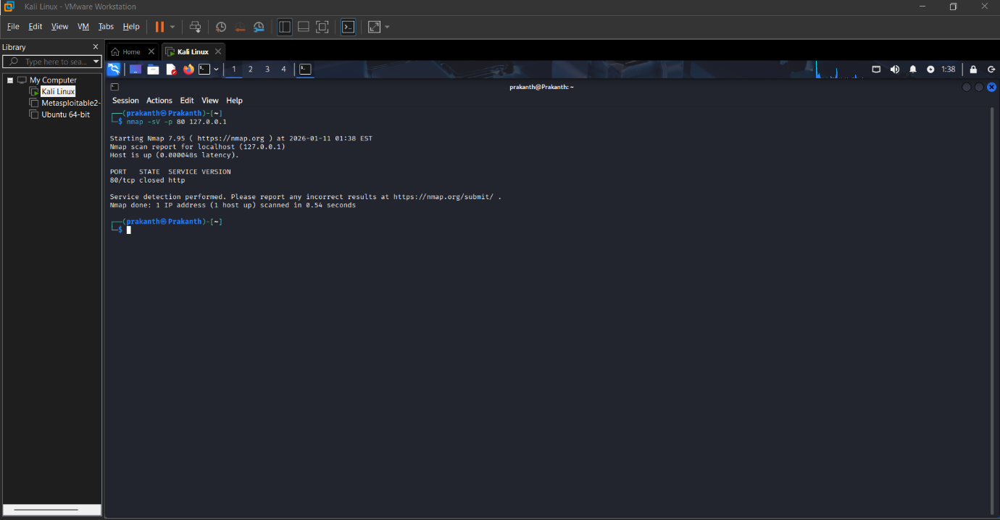 Kali Linux - VMware Workstation
File Edit View VM Tabs Help
Library
Type here to sea...
My Computer
Kali Linux
Metasploitable2-
Ubuntu 64-bit
Home Kali Linux
1 2 3 4 1:38
prakanth@Prakanth: ~
Session Actions Edit View Help
┌──(prakanth㉿Prakanth)-[~]
└─$ nmap -sV -p 80 127.0.0.1
Starting Nmap 7.95 ( https://nmap.org ) at 2026-01-11 01:38 EST
Nmap scan report for localhost (127.0.0.1)
Host is up (0.000048s latency).
PORT   STATE  SERVICE VERSION
80/tcp closed http
Service detection performed. Please report any incorrect results at https://nmap.org/submit/ .
Nmap done: 1 IP address (1 host up) scanned in 0.54 seconds
┌──(prakanth㉿Prakanth)-[~]
└─$